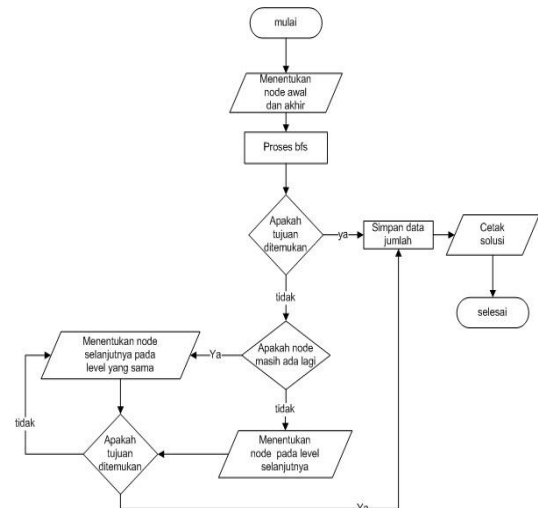 mulai
Menentukan
node awal
dan akhir
Proses bfs
Apakah
tujuan
ditemukan
ya
Simpan data
jumlah
Cetak
solusi
selesai
tidak
Apakah node
masih ada lagi
Ya
Menentukan node
selanjutnya pada
level yang sama
tidak
Menentukan
node pada level
selanjutnya
Apakah
tujuan
ditemukan
tidak
Ya